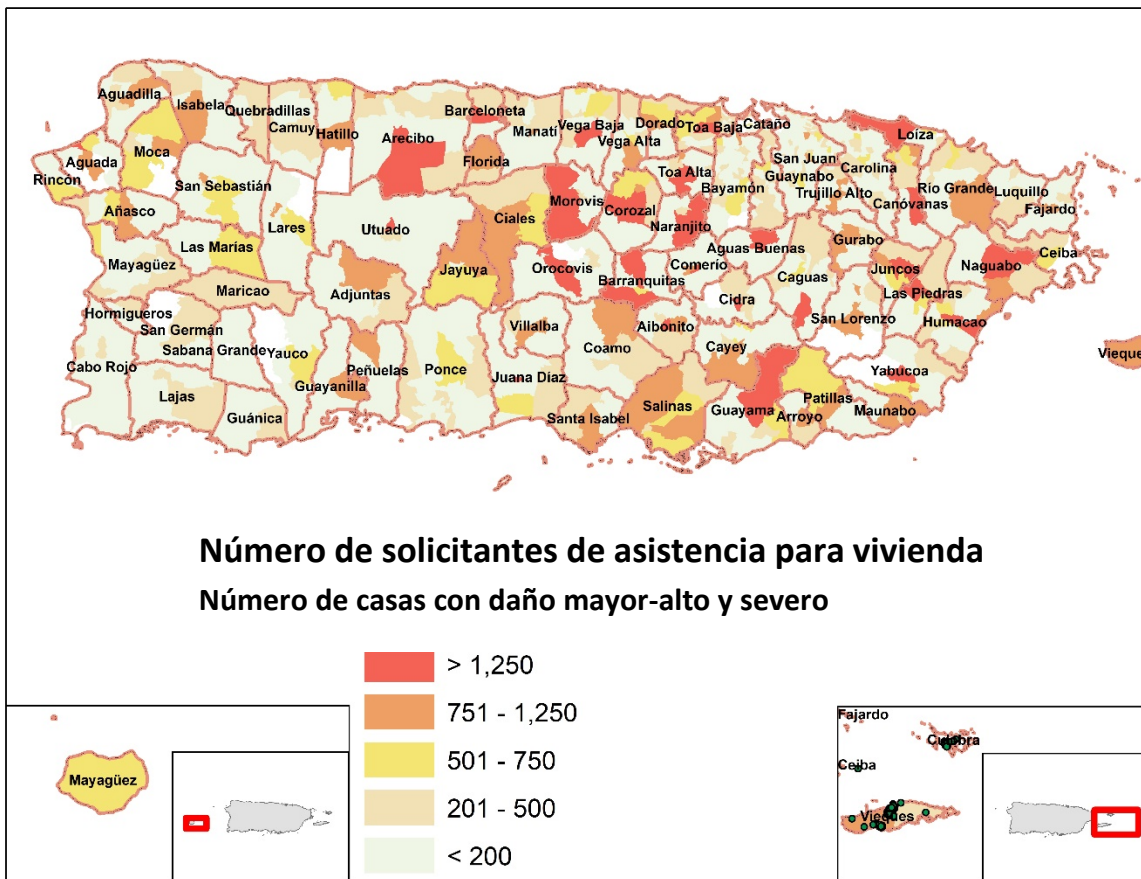 Aguadilla
Isabela
Quebradillas
Camuy
Hatillo
Arecibo
Barceloneta
Manatí
Vega Baja
Vega Alta
Dorado
Toa Baja
Cataño
Loíza
Aguada
Rincón
Moca
San Sebastián
Florida
Toa Alta
Bayamón
San Juan
Guaynabo
Carolina
Trujillo Alto
Canóvanas
Río Grande
Luquillo
Fajardo
Añasco
Lares
Utuado
Ciales
Morovis
Corozal
Naranjito
Las Marías
Mayagüez
Maricao
Adjuntas
Jayuya
Orocovis
Barranquitas
Comerío
Aguas Buenas
Caguas
Gurabo
Juncos
Las Piedras
Naguabo
Ceiba
Hormigueros
San Germán
Sabana Grande
Cabo Rojo
Yauco
Guayanilla
Peñuelas
Ponce
Villalba
Juana Díaz
Coamo
Aibonito
Cidra
Cayey
San Lorenzo
Humacao
Yabucoa
Vieque
Lajas
Guánica
Santa Isabel
Salinas
Guayama
Arroyo
Patillas
Maunabo
Número de solicitantes de asistencia para vivienda
Número de casas con daño mayor-alto y severo
> 1,250
751 - 1,250
501 - 750
201 - 500
< 200
Mayagüez
Fajardo
Ceiba
Vieques